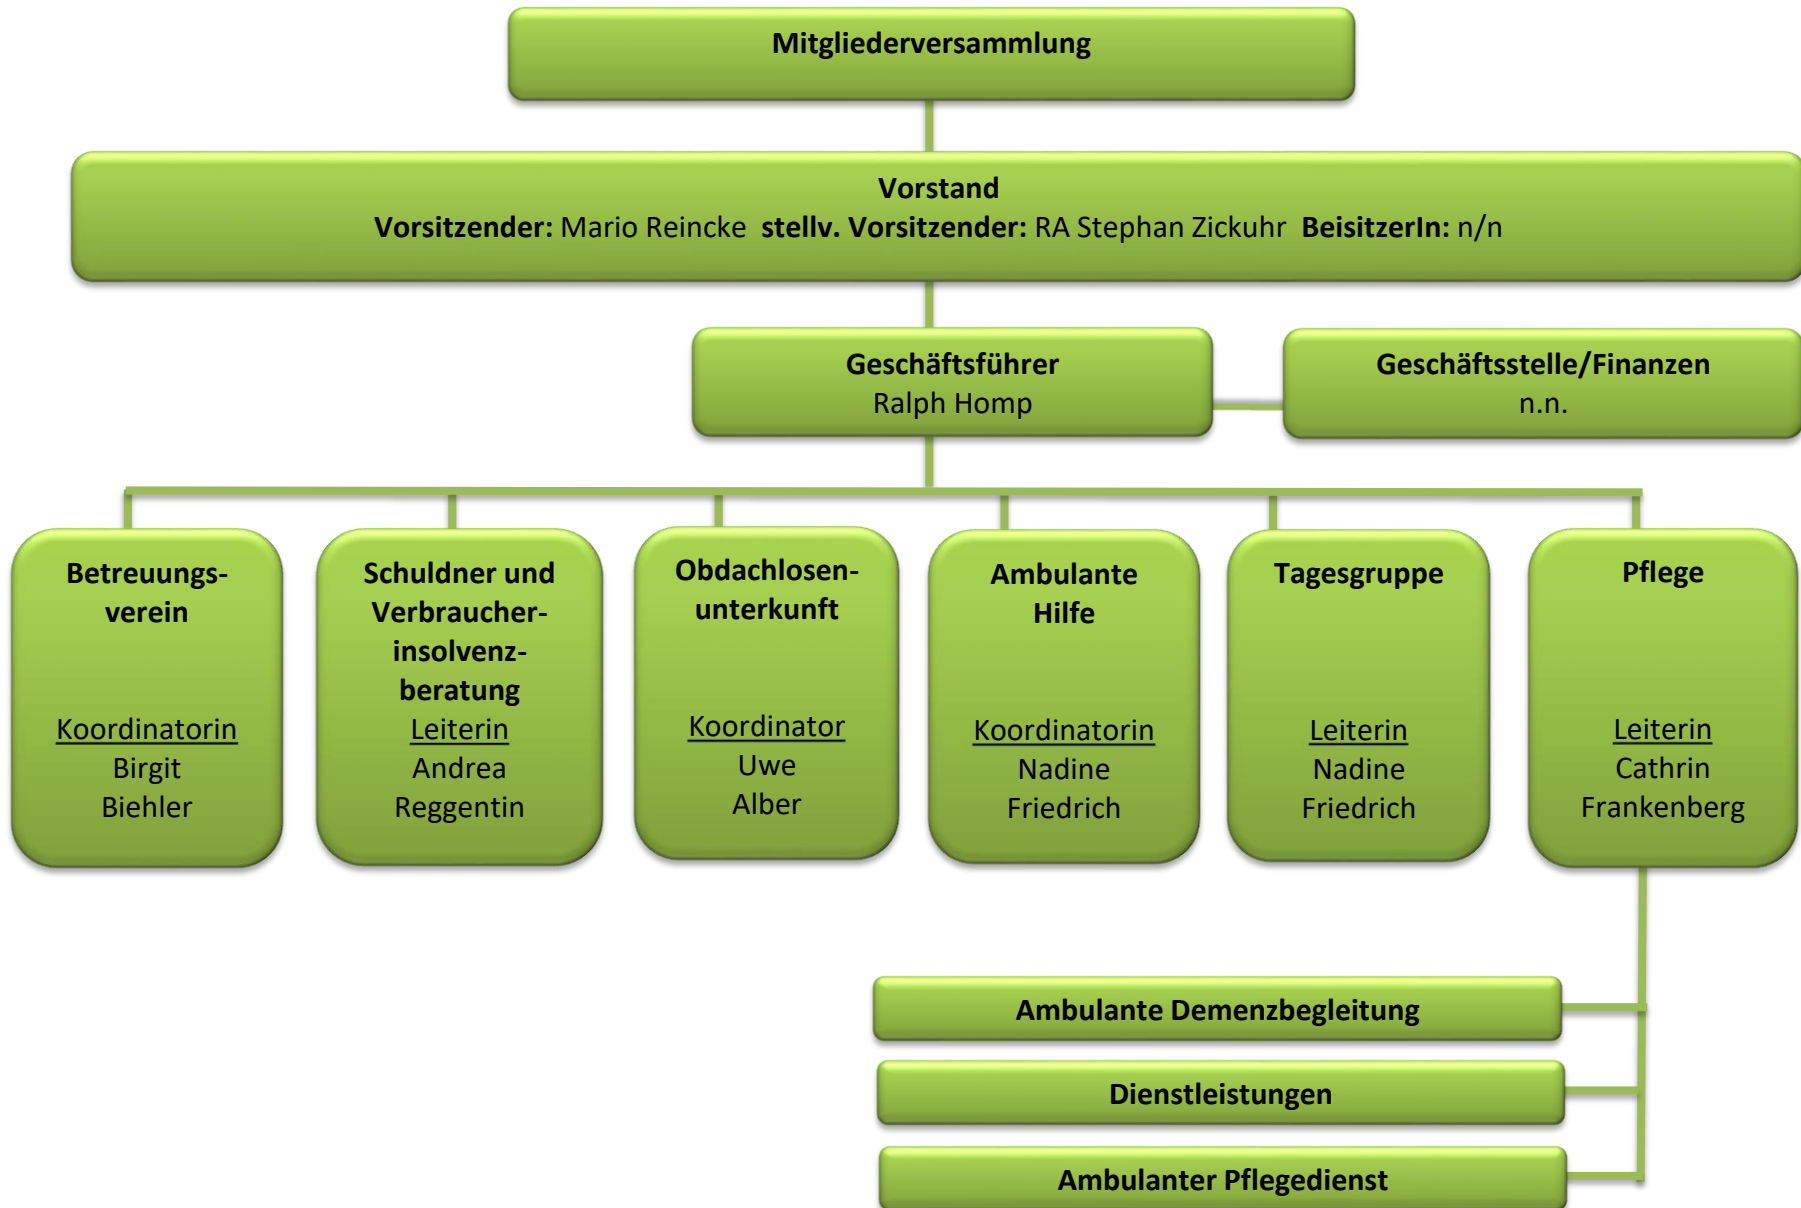 Mitgliederversammlung
Vorstand
Vorsitzender: Mario Reincke stellv. Vorsitzender: RA Stephan Zickuhr BeisitzerIn: n/n
Geschäftsführer
Ralph Homp
Geschäftsstelle/Finanzen
n.n.
Betreuungs-
verein
Koordinatorin
Birgit
Biehler
Schuldner und
Verbraucher-
insolvenz-
beratung
Leiterin
Andrea
Reggentin
Obdachlosen-
unterkunft
Koordinator
Uwe
Alber
Ambulante
Hilfe
Koordinatorin
Nadine
Friedrich
Tagesgruppe
Leiterin
Nadine
Friedrich
Pflege
Leiterin
Cathrin
Frankenberg
Ambulante Demenzbegleitung
Dienstleistungen
Ambulanter Pflegedienst